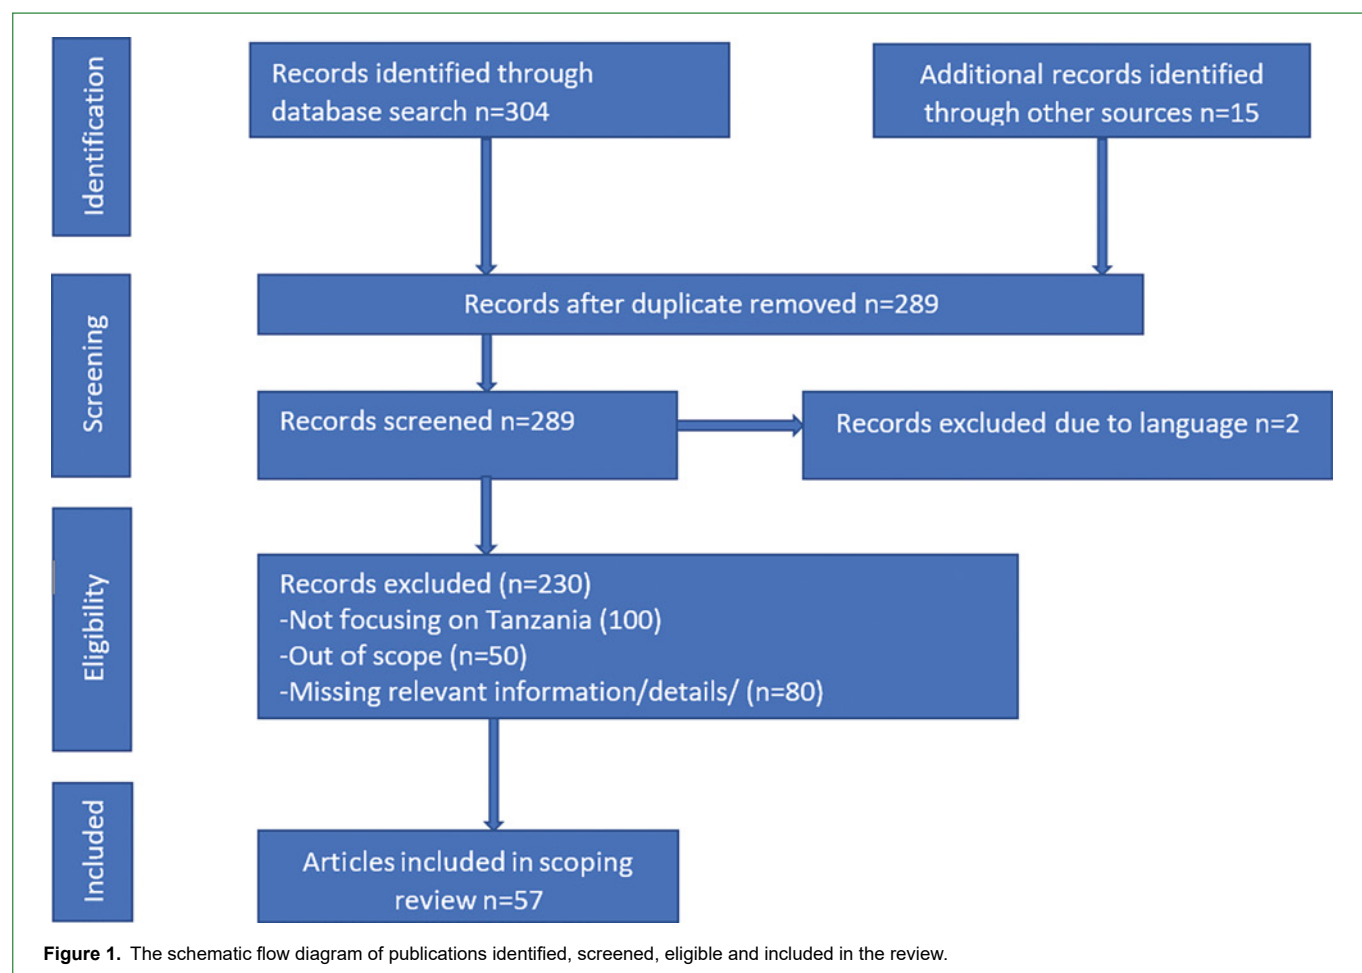 Identification
Records identified through
database search n=304
Additional records identified
through other sources n=15
Screening
Records after duplicate removed n=289
Records screened n=289
Records excluded due to language n=2
Eligibility
Records excluded (n=230)
-Not focusing on Tanzania (100)
-Out of scope (n=50)
-Missing relevant information/details/ (n=80)
Included
Articles included in scoping
review n=57
Figure 1. The schematic flow diagram of publications identified, screened, eligible and included in the review.